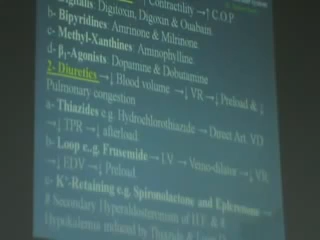 Digitalis: Digitoxin, Digoxin & Ouabain. ↑ Contractility →↑ C.O.P
b- Bipyridines: Amrinone & Milrinone.
c- Methyl-Xanthines: Aminophylline.
d- β₁-Agonists: Dopamine & Dobutamine
2- Diuretics →↓ Blood volume →↓ VR →↓ Preload & ↓
Pulmonary congestion
a- Thiazides e.g. Hydrochlorothiazide → Direct Art. VD
→↓ TPR →↓ afterload.
b- Loop e.g. Frusemide →↓V → Veno-dilator →↓ VR
→↓ EDV →↓ Preload.
c- K⁺-Retaining e.g. Spironolactone and Eplerenone →
# Secondary Hyperaldosteronism of H.F. &
Hypokalemia induced by Thiazide & Loop D